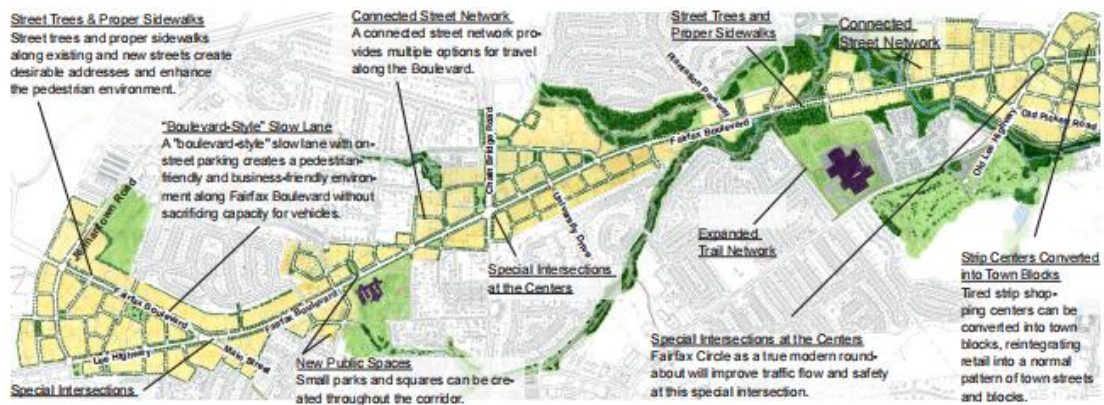 Street Trees & Proper Sidewalks
Street trees and proper sidewalks
along existing and new streets create
desirable addresses and enhance
the pedestrian environment.
Connected Street Network
A connected street network pro-
vides multiple options for travel
along the Boulevard.
Street Trees and
Proper Sidewalks
Connected
Street Network
"Boulevard-Style" Slow Lane
A "boulevard-style" slow lane with on-
street parking creates a pedestrian-
friendly and business-friendly environ-
ment along Fairfax Boulevard without
sacrificing capacity for vehicles.
Jermantown Road
Chain Bridge Road
University Drive
Fairfax Boulevard
Old Lee Highway
Old Pickett Road
Expanded
Trail Network
Special Intersections
at the Centers
Strip Centers Converted
into Town Blocks
Tired strip shop-
ping centers can be
converted into town
blocks, reintegrating
retail into a normal
pattern of town streets
and blocks.
Fairfax Boulevard
Fairfax Boulevard
Lee Highway
Main Street
New Public Spaces
Small parks and squares can be cre-
ated throughout the corridor.
Special Intersections at the Centers
Fairfax Circle as a true modern round-
about will improve traffic flow and safety
at this special intersection.
Special Intersections